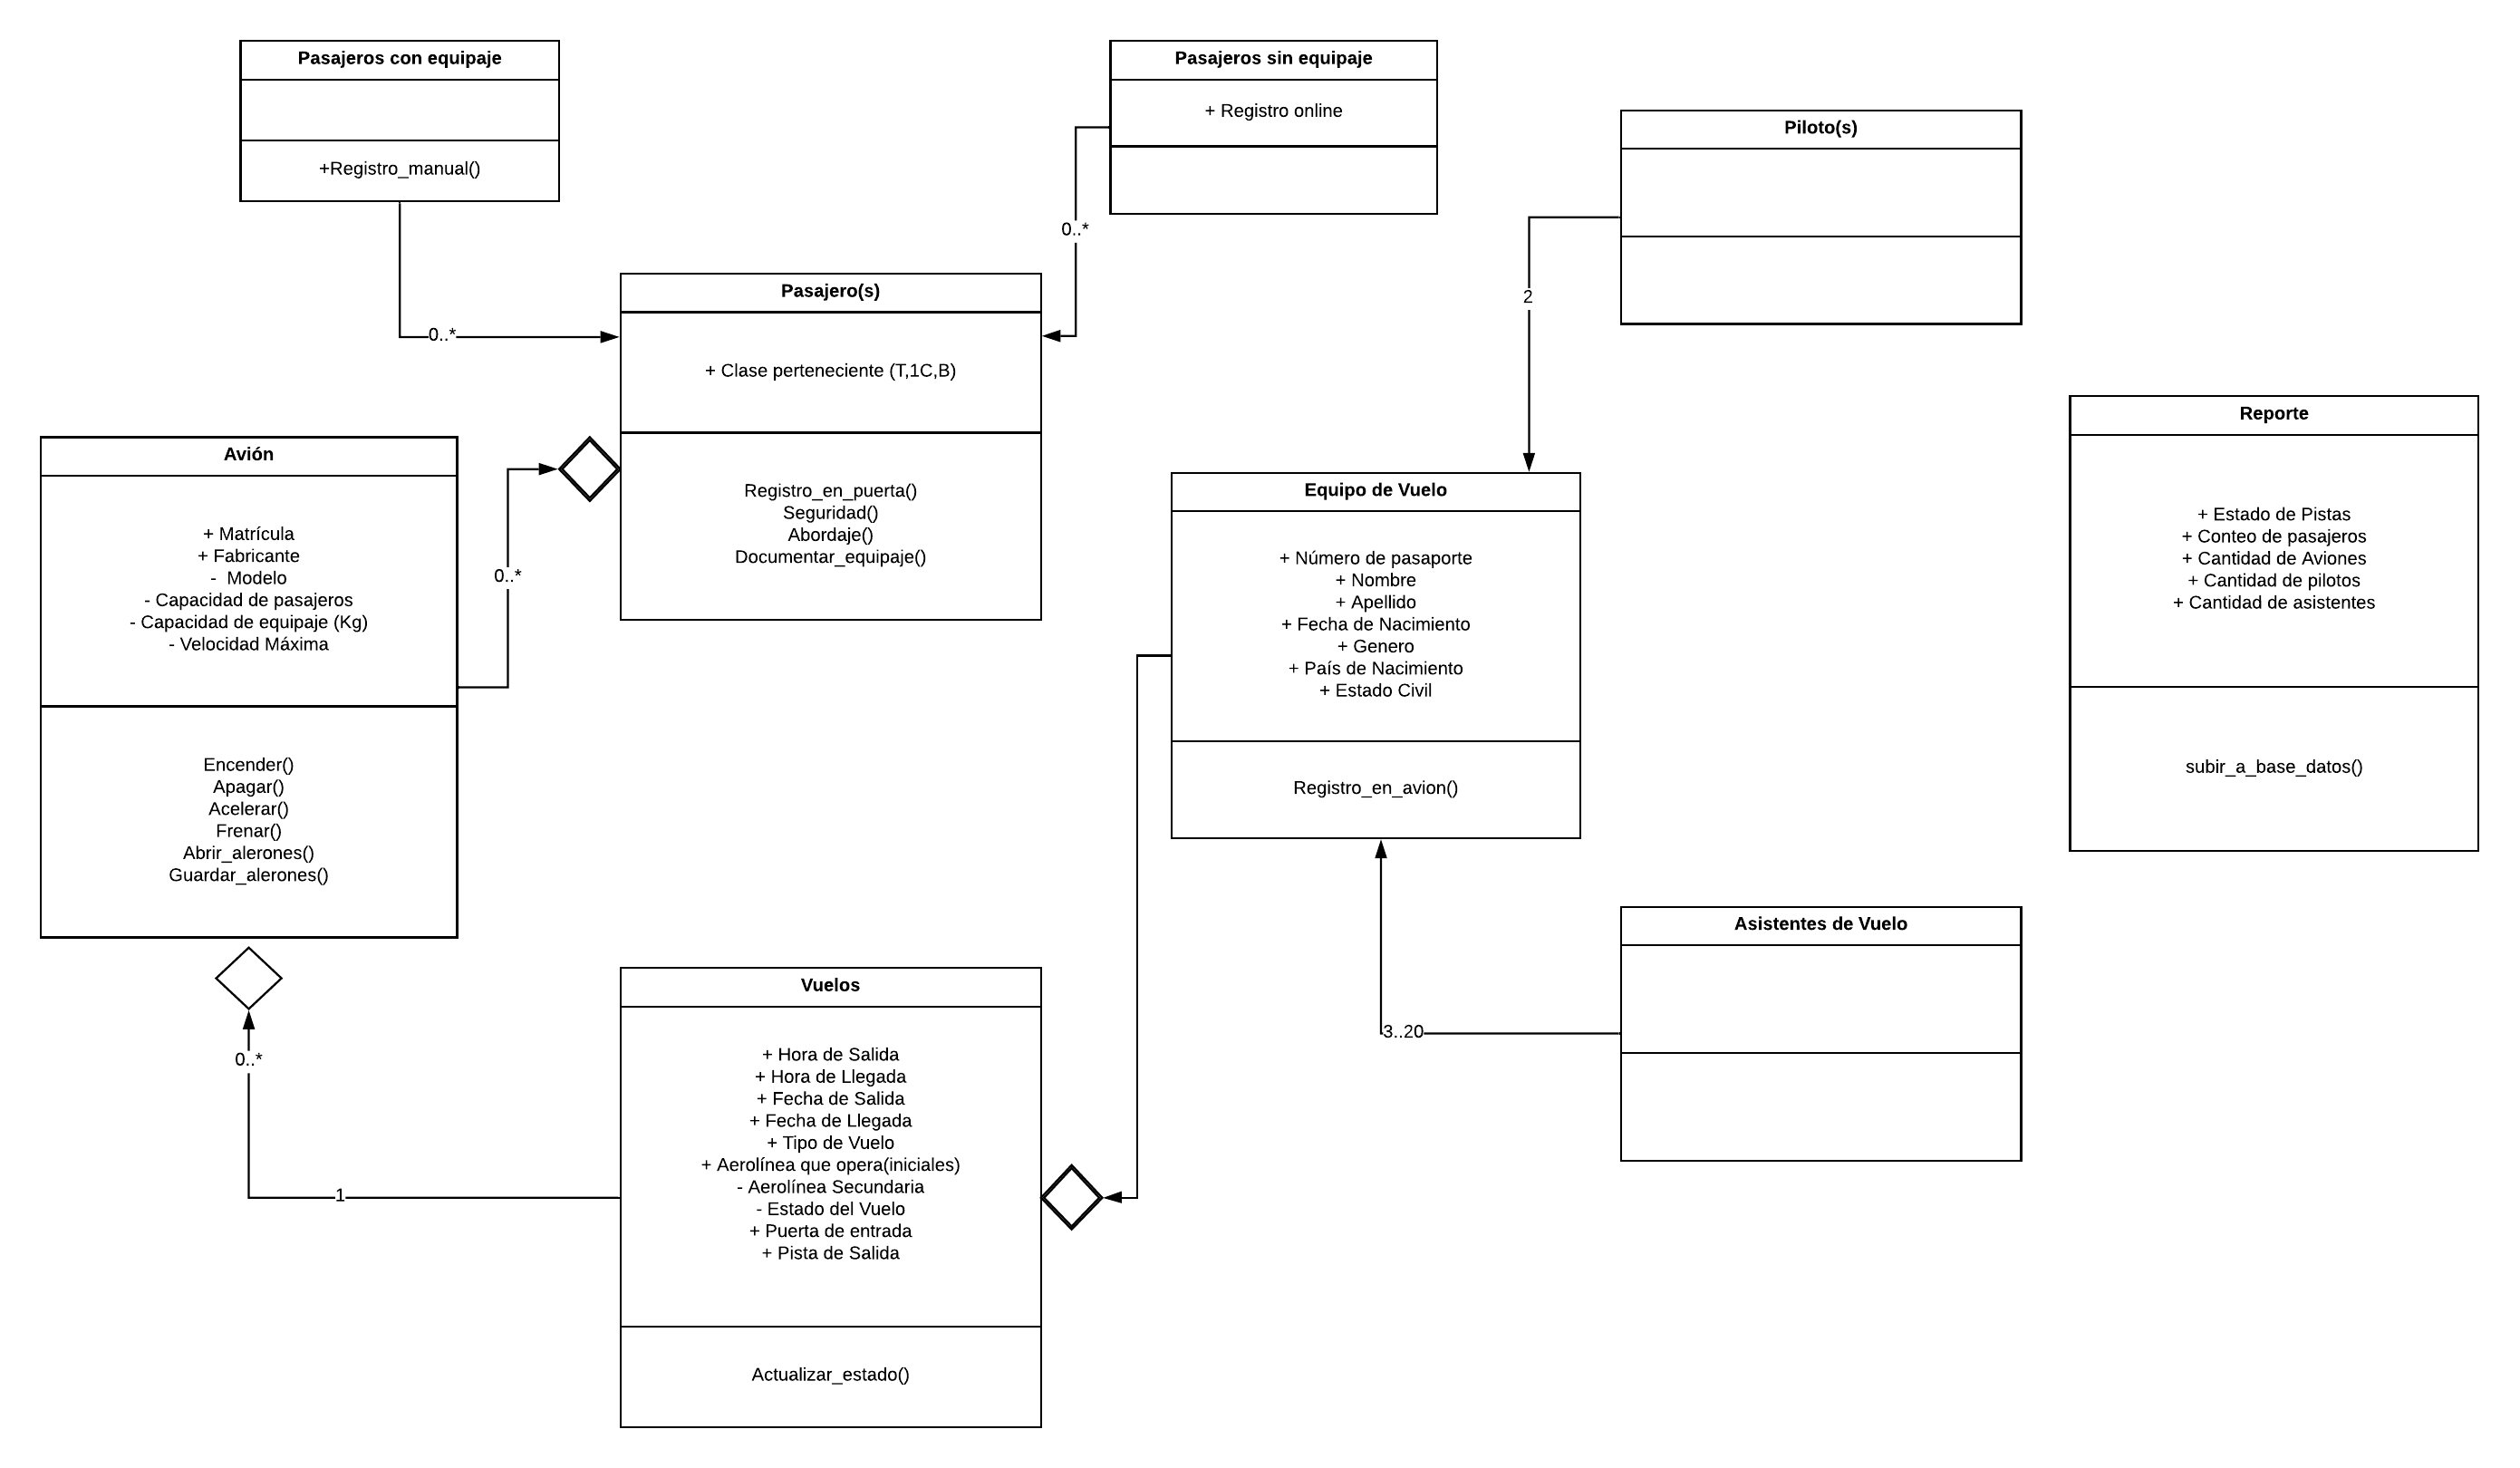 Pasajeros con equipaje
+Registro_manual()
Pasajeros sin equipaje
+ Registro online
Piloto(s)
0..*
2
Pasajero(s)
+ Clase perteneciente (T,1C,B)
Registro_en_puerta()
Seguridad()
Abordaje()
Documentar_equipaje()
0..*
Avión
+ Matrícula
+ Fabricante
-  Modelo
- Capacidad de pasajeros
- Capacidad de equipaje (Kg)
- Velocidad Máxima
Encender()
Apagar()
Acelerar()
Frenar()
Abrir_alerones()
Guardar_alerones()
0..*
Equipo de Vuelo
+ Número de pasaporte
+ Nombre
+ Apellido
+ Fecha de Nacimiento
+ Genero
+ País de Nacimiento
+ Estado Civil
Registro_en_avion()
Reporte
+ Estado de Pistas
+ Conteo de pasajeros
+ Cantidad de Aviones
+ Cantidad de pilotos
+ Cantidad de asistentes
subir_a_base_datos()
Asistentes de Vuelo
3..20
0..*
1
Vuelos
+ Hora de Salida
+ Hora de Llegada
+ Fecha de Salida
+ Fecha de Llegada
+ Tipo de Vuelo
+ Aerolínea que opera(iniciales)
- Aerolínea Secundaria
- Estado del Vuelo
+ Puerta de entrada
+ Pista de Salida
Actualizar_estado()